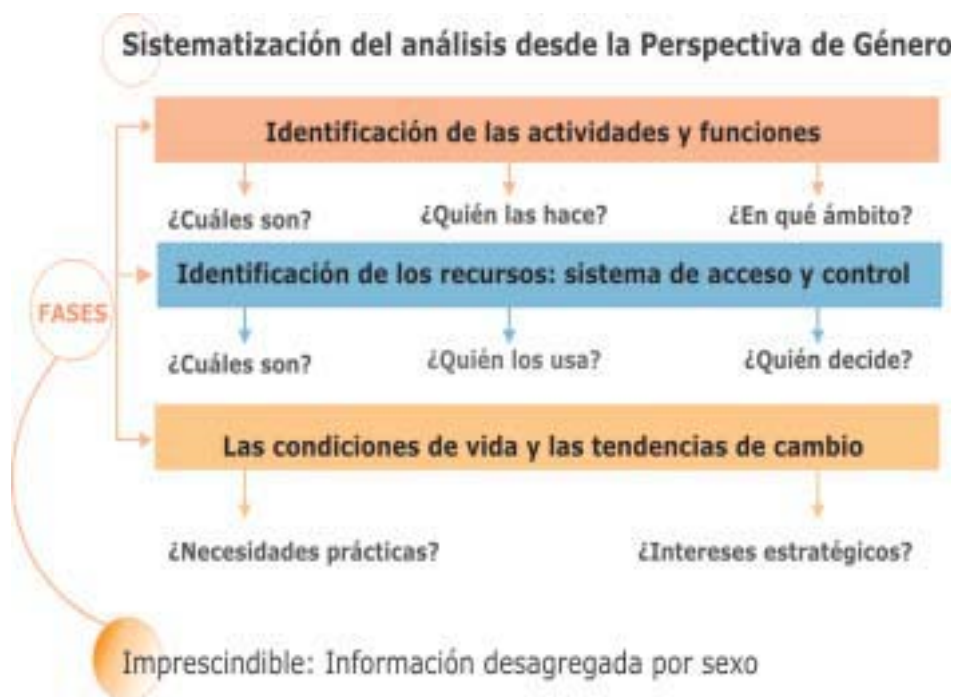 Sistematización del análisis desde la Perspectiva de Género
Identificación de las actividades y funciones
¿Cuáles son? ¿Quién las hace? ¿En qué ámbito?
Identificación de los recursos: sistema de acceso y control
FASES
¿Cuáles son? ¿Quién los usa? ¿Quién decide?
Las condiciones de vida y las tendencias de cambio
¿Necesidades prácticas? ¿Intereses estratégicos?
Imprescindible: Información desagregada por sexo